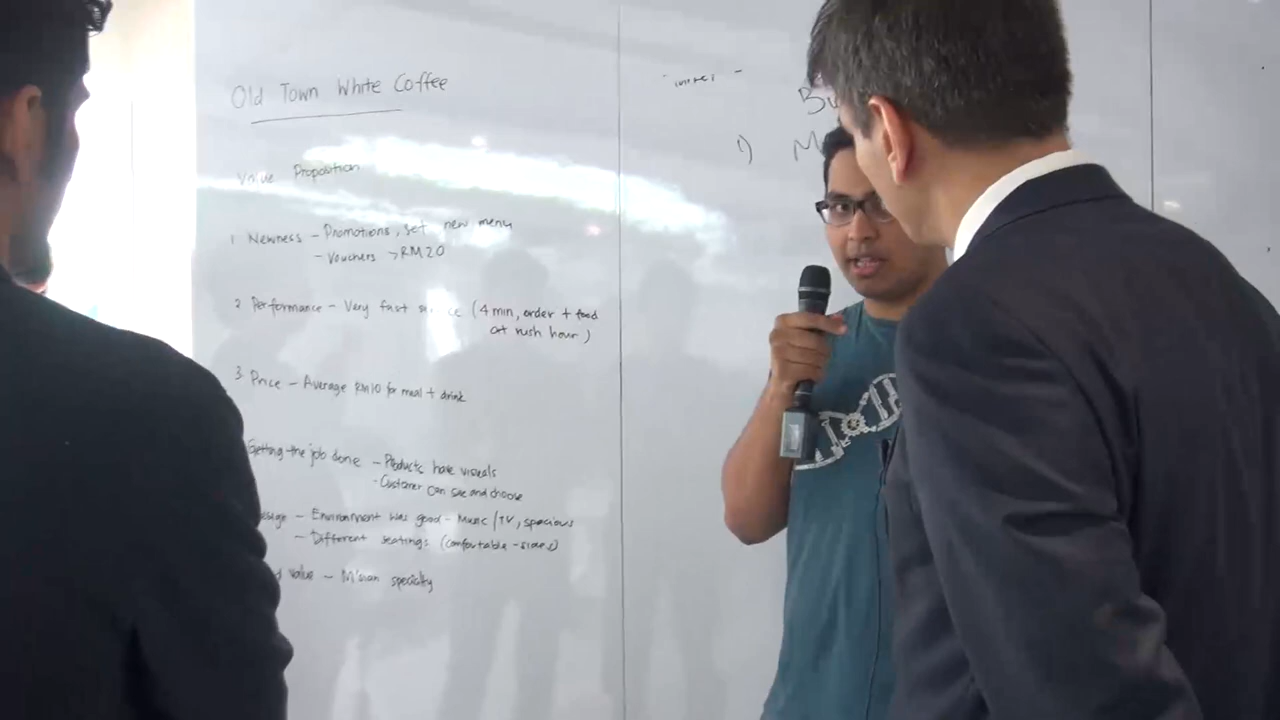 Old Town White Coffee
Value Proposition
1 Newness - Promotions, set new menu
- Vouchers → RM20
2 Performance - Very fast (4 min, order + food
at rush hour)
3. Price - Average RM10 for meal + drink
Getting the job done - Products have visuals
- Customer can see and choose
- Environment was good - Music/TV, spacious
- Different seatings (comfortable -
value - M'sian specialty
1)